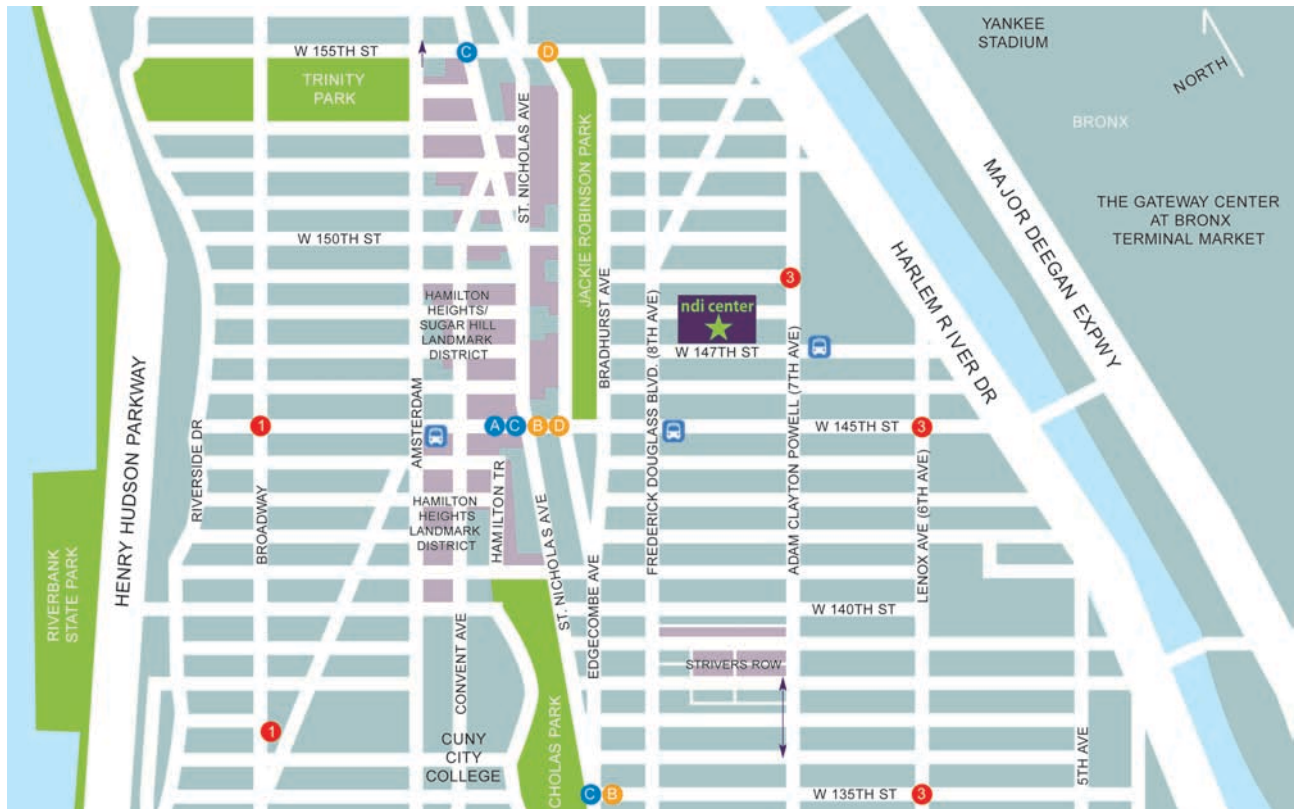 YANKEE
STADIUM
NORTH
W 155TH ST
C
D
TRINITY
PARK
BRONX
ST. NICHOLAS AVE
JACKIE ROBINSON PARK
MAJOR DEEGAN EXPWY
THE GATEWAY CENTER
AT BRONX
TERMINAL MARKET
W 150TH ST
HARLEM RIVER DR
3
HAMILTON
HEIGHTS/
SUGAR HILL
LANDMARK
DISTRICT
BRADHURST AVE
FREDERICK DOUGLASS BLVD. (8TH AVE)
ndi center
W 147TH ST
ADAM CLAYTON POWELL (7TH AVE)
HENRY HUDSON PARKWAY
RIVERSIDE DR
1
BROADWAY
AMSTERDAM
A
C
B
D
W 145TH ST
3
HAMILTON
HEIGHTS
LANDMARK
DISTRICT
HAMILTON TR
ST. NICHOLAS AVE
EDGECOMBE AVE
LENOX AVE (6TH AVE)
RIVERBANK
STATE PARK
W 140TH ST
CONVENT AVE
STRIVERS ROW
1
CUNY
CITY
COLLEGE
CHOLAS PARK
5TH AVE
C
B
W 135TH ST
3